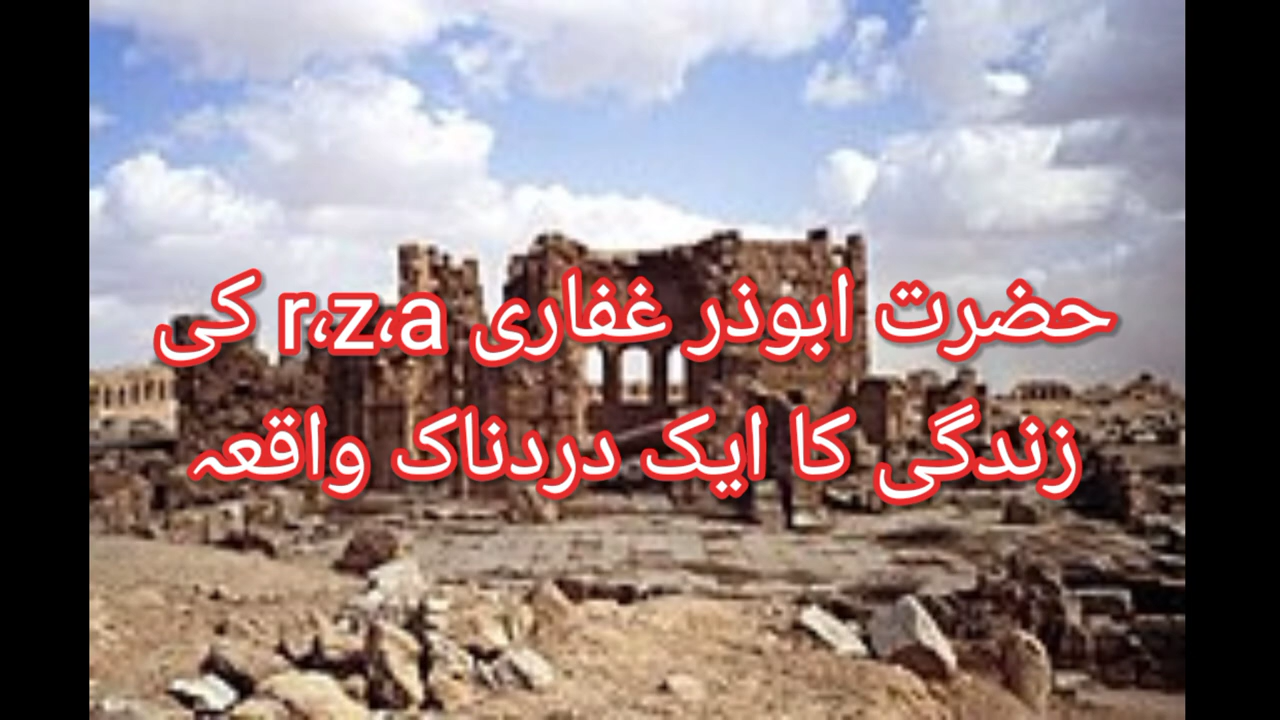 حضرت ابوذر غفاری r،z،a کی
زندگی کا ایک دردناک واقعہ